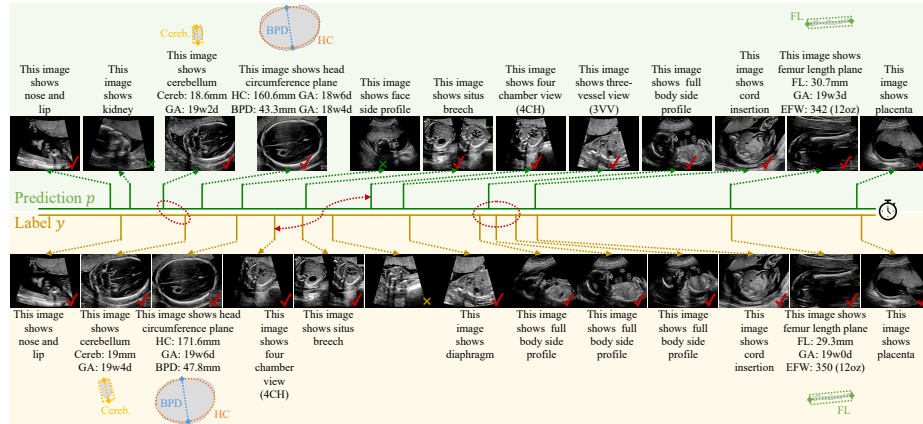 Cereb.
BPD
HC
FL
This image
shows
nose and
lip
This
image
shows
kidney
This image
shows
cerebellum
Cereb: 18.6mm
GA: 19w2d
This image shows head
circumference plane
HC: 160.6mm GA: 18w6d
BPD: 43.3mm GA: 18w4d
This image
shows face
side profile
This image
shows situs
breech
This image
shows four
chamber view
(4CH)
This image
shows three-
vessel view
(3VV)
This image
shows full
body side
profile
This
image
shows
cord
insertion
This image shows
femur length plane
FL: 30.7mm
GA: 19w3d
EFW: 342 (12oz)
This
image
shows
placenta
Prediction p
Label y
This image
shows
nose and
lip
This
image
shows
cerebellum
Cereb: 19mm
GA: 19w4d
This image shows head
circumference plane
HC: 171.6mm
GA: 19w6d
BPD: 47.8mm
This
image
shows
four
chamber
view
(4CH)
This image
shows situs
breech
This
image
shows
diaphragm
This image
shows full
body side
profile
This image
shows full
body side
profile
This image
shows full
body side
profile
This
image
shows
cord
insertion
This image shows
femur length plane
FL: 29.3mm
GA: 19w0d
EFW: 350 (12oz)
This
image
shows
placenta
Cereb.
BPD
HC
FL